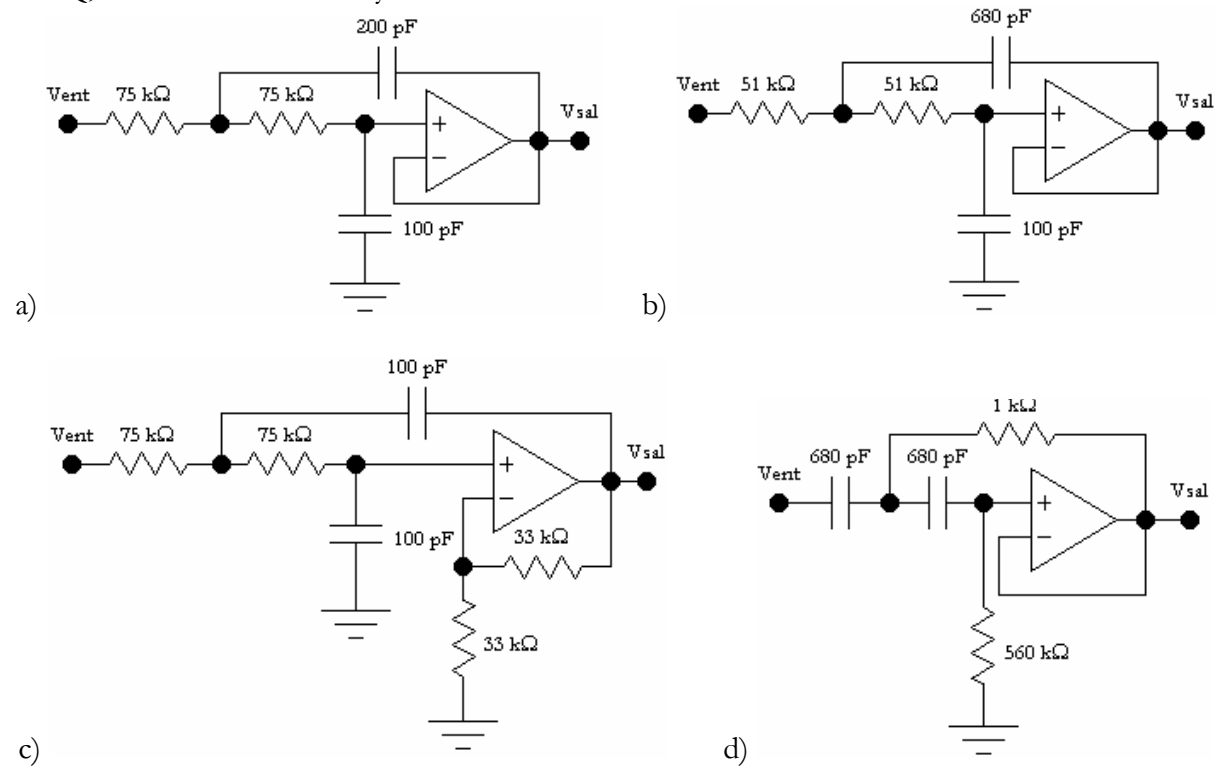 200 pF
Vent 75 kΩ 75 kΩ
+
Vsal
−
100 pF
a)
680 pF
Vent 51 kΩ 51 kΩ
Vsal
+
−
100 pF
b)
100 pF
Vent 75 kΩ 75 kΩ
+
Vsal
−
100 pF
33 kΩ
33 kΩ
c)
1 kΩ
Vent 680 pF 680 pF
+
Vsal
−
560 kΩ
d)